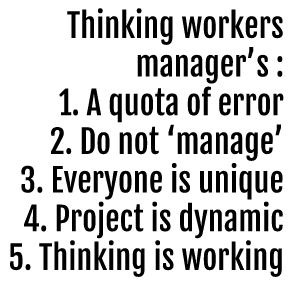 Thinking workers
manager’s :
1. A quota of error
2. Do not ‘manage’
3. Everyone is unique
4. Project is dynamic
5. Thinking is working